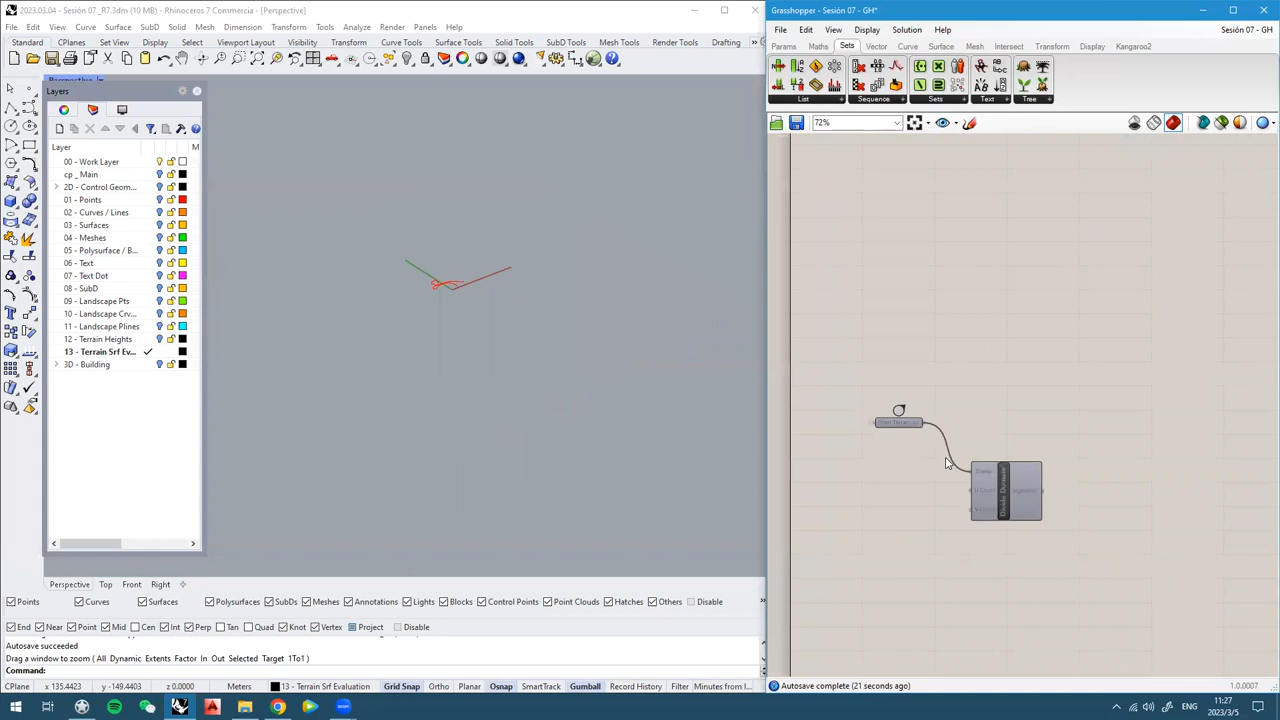 2023.03.04 - Sesión 07_R7.3dm (10 MB) - Rhinoceros 7 Commercial - [Perspective]
File Edit View Curve Surface SubD Solid Mesh Dimension Transform Tools Analyze Render Panels Help
Standard CPlanes Set View Display Select Viewport Layout Visibility Transform Curve Tools Surface Tools Solid Tools SubD Tools Mesh Tools Render Tools Drafting
Perspective
Layers
Layer M
00 - Work Layer
cp _ Main
2D - Control Geom...
01 - Points
02 - Curves / Lines
03 - Surfaces
04 - Meshes
05 - Polysurface / B...
06 - Text
07 - Text Dot
08 - SubD
09 - Landscape Pts
10 - Landscape Crv...
11 - Landscape Plines
12 - Terrain Heights
13 - Terrain Srf Ev...
3D - Building
Perspective Top Front Right
Points Curves Surfaces Polysurfaces SubDs Meshes Annotations Lights Blocks Control Points Point Clouds Hatches Others Disable
End Near Point Mid Cen Int Perp Tan Quad Knot Vertex Project Disable
Autosave succeeded
Drag a window to zoom ( All Dynamic Extents Factor In Out Selected Target 1To1 )
Command:
CPlane x 135.4423 y -149.4403 z 0.0000 Meters 13 - Terrain Srf Evaluation Grid Snap Ortho Planar Osnap SmartTrack Gumball Record History Filter Minutes from l...
Grasshopper - Sesión 07 - GH*
File Edit View Display Solution Help Sesión 07 - GH
Params Maths Sets Vector Curve Surface Mesh Intersect Transform Display Kangaroo2
List Sequence Sets Text Tree
72%
Autosave complete (21 seconds ago) 1.0.0007
ENG 11:27
2023/3/5